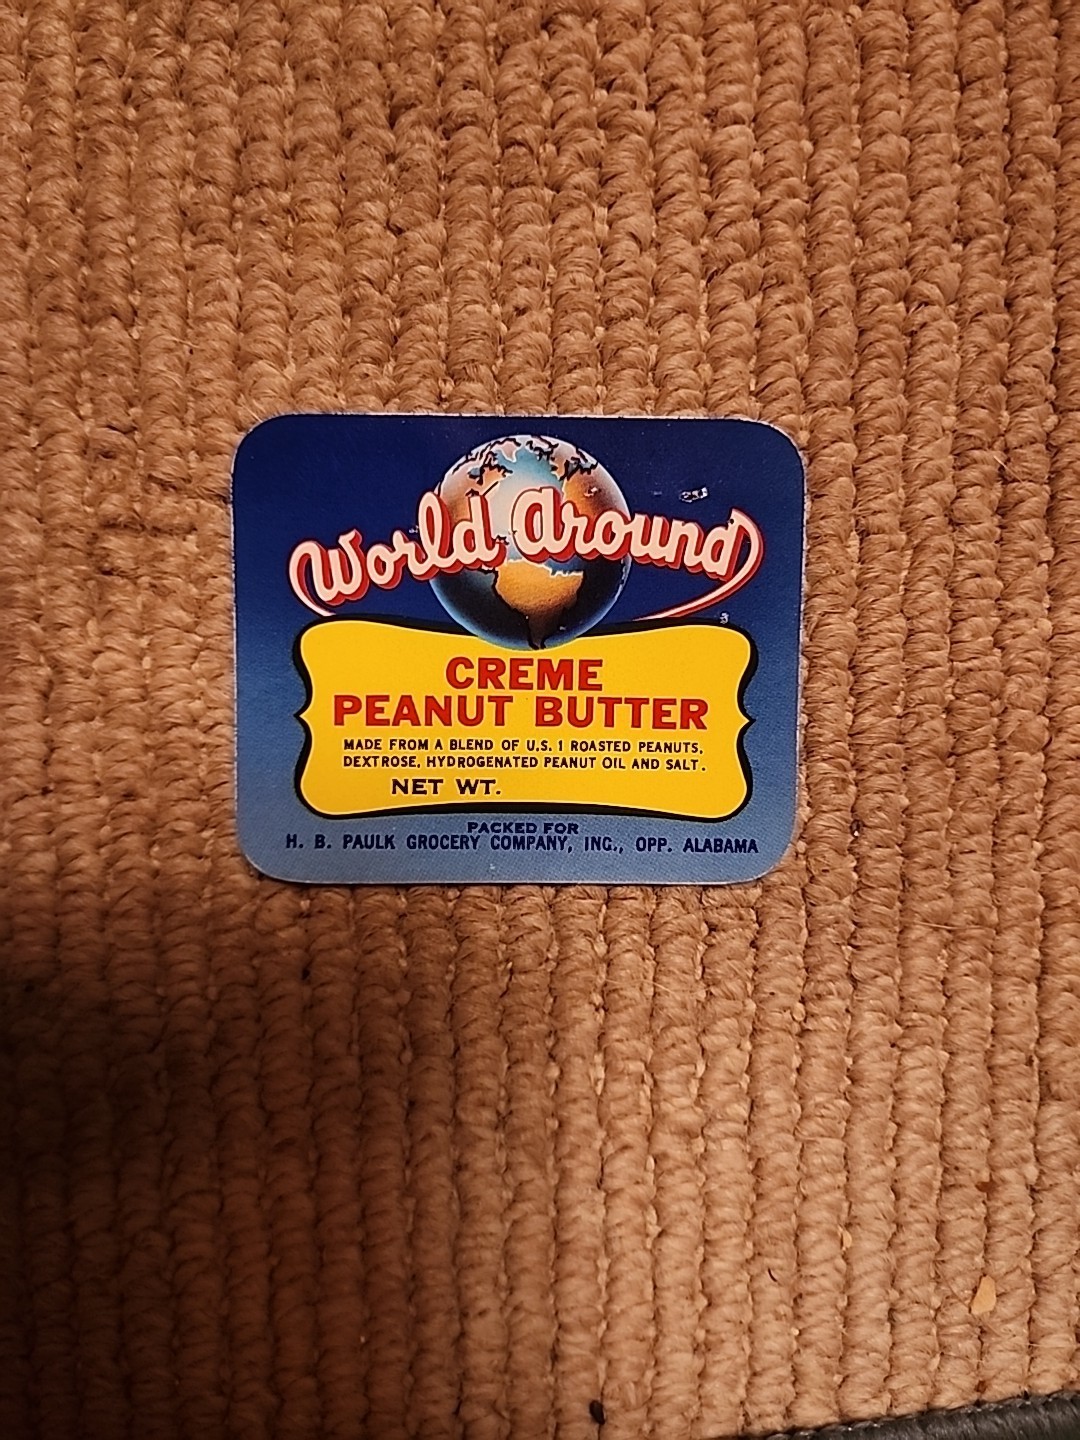 World Around
CREME
PEANUT BUTTER
MADE FROM A BLEND OF U.S. 1 ROASTED PEANUTS,
DEXTROSE, HYDROGENATED PEANUT OIL AND SALT.
NET WT.
PACKED FOR
H. B. PAULK GROCERY COMPANY, INC., OPP. ALABAMA